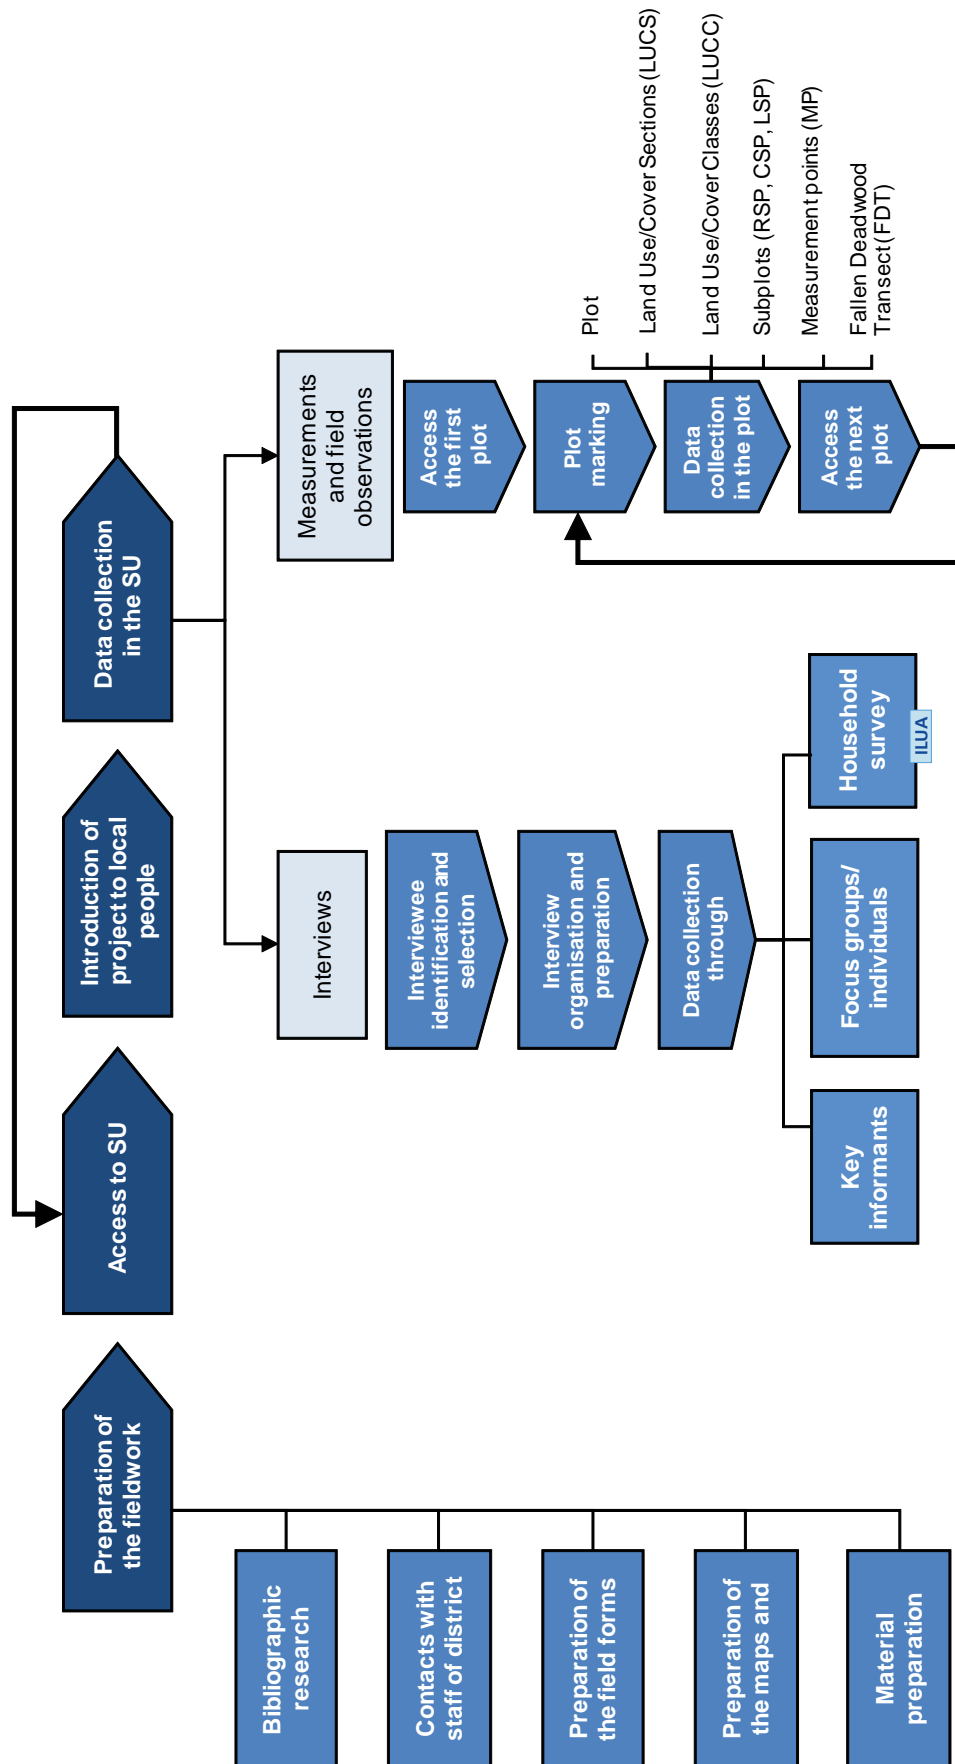 Preparation of
the fieldwork
Access to SU
Introduction of
project to local
people
Data collection
in the SU
Bibliographic
research
Contacts with
staff of district
Preparation of
the field forms
Preparation of
the maps and
Material
preparation
Interviews
Interviewee
identification and
selection
Interview
organisation and
preparation
Data collection
through
Key
informants
Focus groups/
individuals
Household
survey
ILUA
Measurements
and field
observations
Access
the first
plot
Plot
marking
Data
collection
in the plot
Access
the next
plot
Plot
Land Use/Cover Sections (LUCS)
Land Use/Cover Classes (LUCC)
Subplots (RSP, CSP, LSP)
Measurement points (MP)
Fallen Deadwood
Transect (FDT)